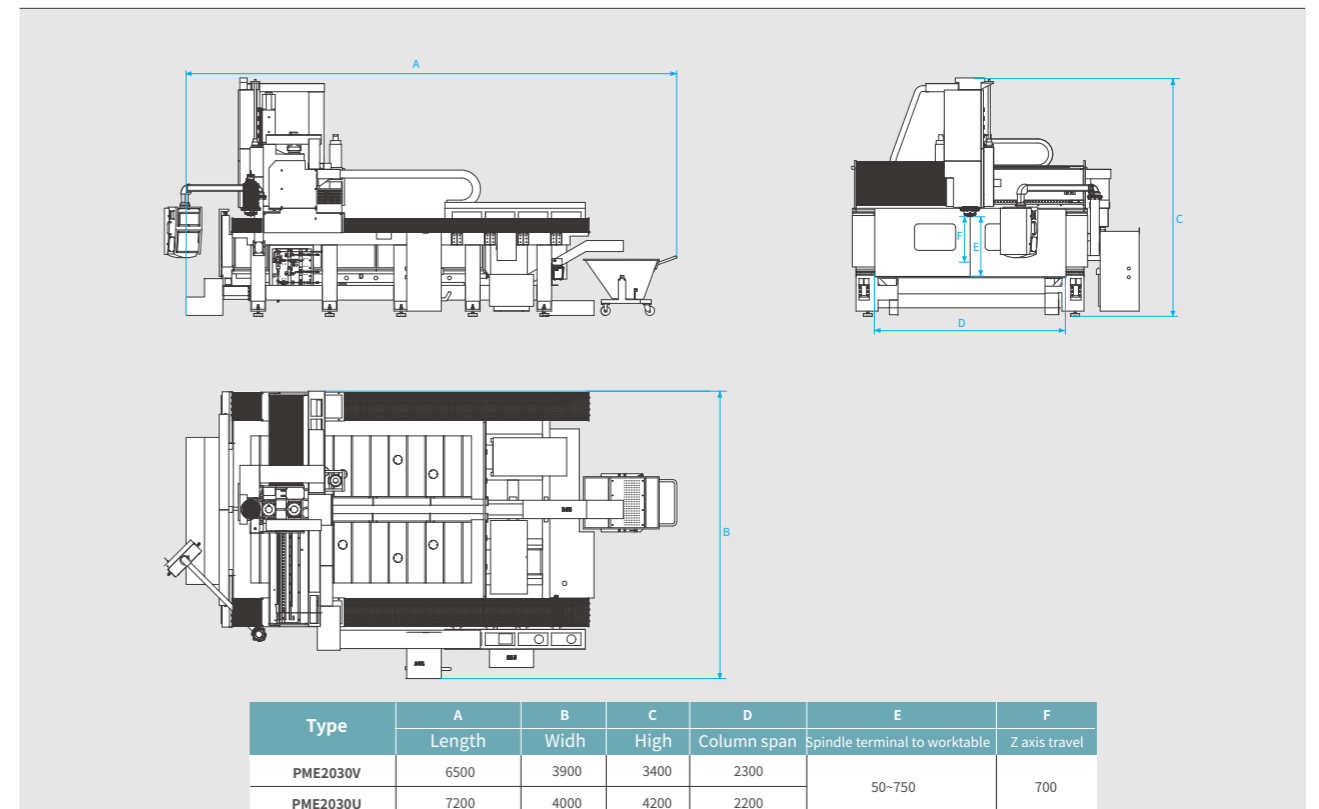 A
C
F
E
D
B
Type
A B C D E F
Length Widh High Column span Spindle terminal to worktable Z axis travel
PME2030V 6500 3900 3400 2300 50~750 700
PME2030U 7200 4000 4200 2200